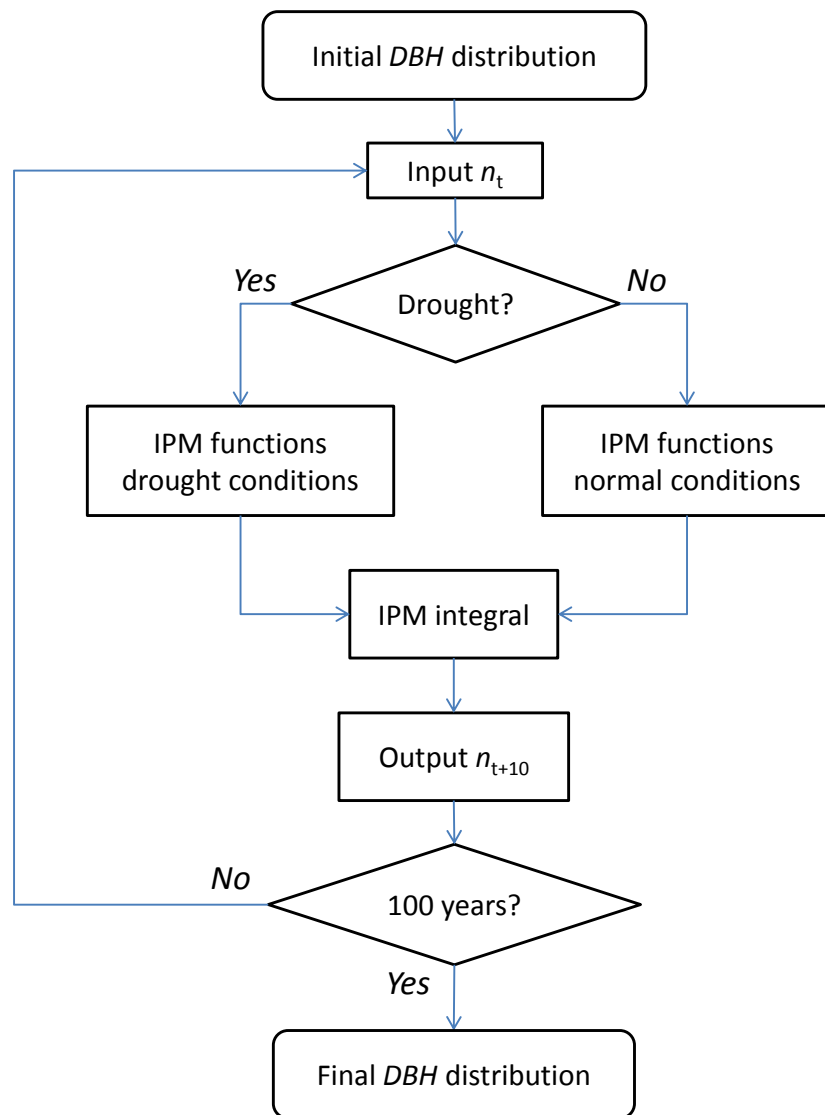 Initial DBH distribution
Input nt
Yes
No
Drought?
IPM functions
drought conditions
IPM functions
normal conditions
IPM integral
Output nt+10
No
100 years?
Yes
Final DBH distribution